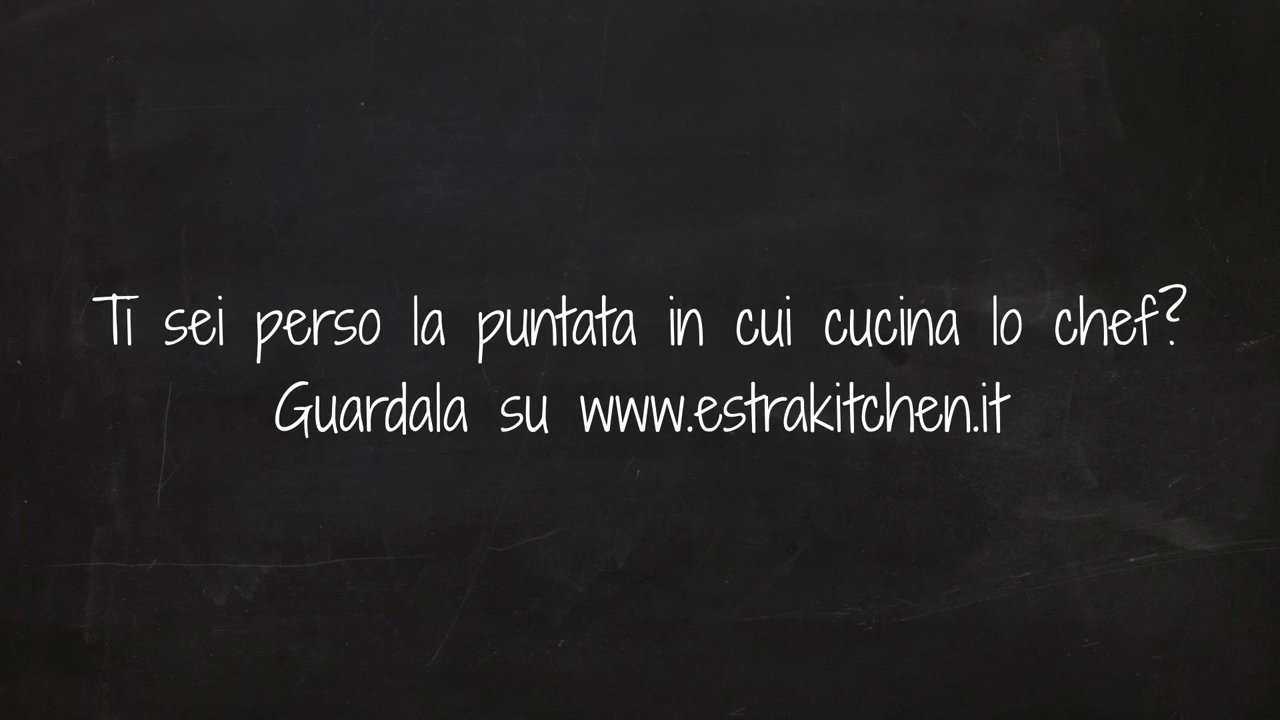 Ti sei perso la puntata in cui cucina lo chef?
Guardala su www.estrakitchen.it